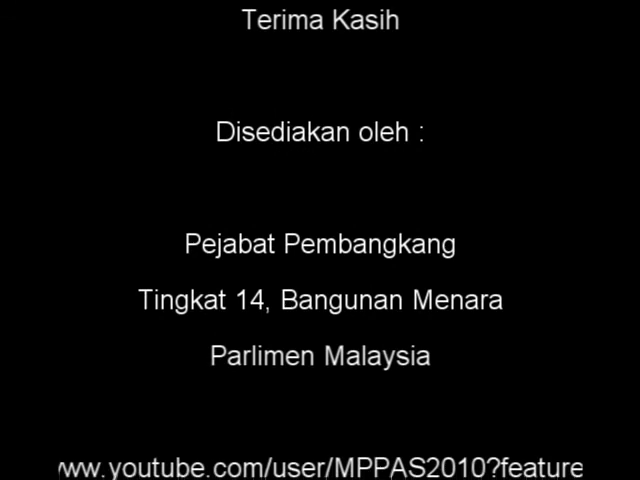 Terima Kasih
Disediakan oleh :
Pejabat Pembangkang
Tingkat 14, Bangunan Menara
Parlimen Malaysia
www.youtube.com/user/MPPAS2010?feature